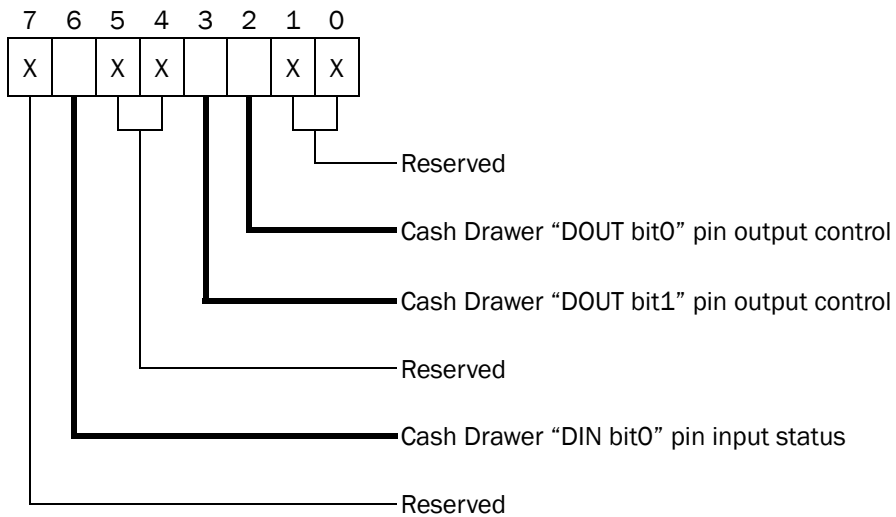 7 6 5 4 3 2 1 0
X X X X X
Reserved
Cash Drawer “DOUT bit0” pin output control
Cash Drawer “DOUT bit1” pin output control
Reserved
Cash Drawer “DIN bit0” pin input status
Reserved